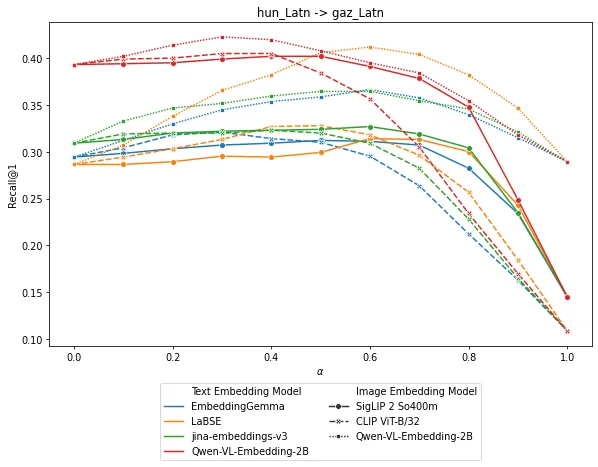 hun_Latn -> gaz_Latn
Recall@1
0.40
0.35
0.30
0.25
0.20
0.15
0.10
0.0
0.2
0.4
0.6
0.8
1.0
α
Text Embedding Model
EmbeddingGemma
LaBSE
jina-embeddings-v3
Qwen-VL-Embedding-2B
Image Embedding Model
SigLIP 2 So400m
CLIP ViT-B/32
Qwen-VL-Embedding-2B